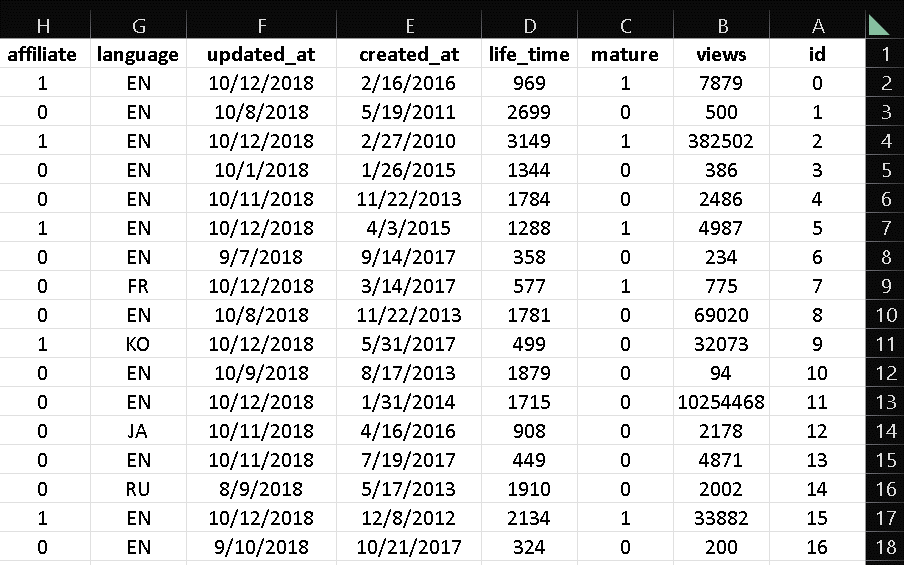 H G F E D C B A
affiliate language updated_at created_at life_time mature views id 1
1 EN 10/12/2018 2/16/2016 969 1 7879 0 2
0 EN 10/8/2018 5/19/2011 2699 0 500 1 3
1 EN 10/12/2018 2/27/2010 3149 1 382502 2 4
0 EN 10/1/2018 1/26/2015 1344 0 386 3 5
0 EN 10/11/2018 11/22/2013 1784 0 2486 4 6
1 EN 10/12/2018 4/3/2015 1288 1 4987 5 7
0 EN 9/7/2018 9/14/2017 358 0 234 6 8
0 FR 10/12/2018 3/14/2017 577 1 775 7 9
0 EN 10/8/2018 11/22/2013 1781 0 69020 8 10
1 KO 10/12/2018 5/31/2017 499 0 32073 9 11
0 EN 10/9/2018 8/17/2013 1879 0 94 10 12
0 EN 10/12/2018 1/31/2014 1715 0 10254468 11 13
0 JA 10/11/2018 4/16/2016 908 0 2178 12 14
0 EN 10/11/2018 7/19/2017 449 0 4871 13 15
0 RU 8/9/2018 5/17/2013 1910 0 2002 14 16
1 EN 10/12/2018 12/8/2012 2134 1 33882 15 17
0 EN 9/10/2018 10/21/2017 324 0 200 16 18